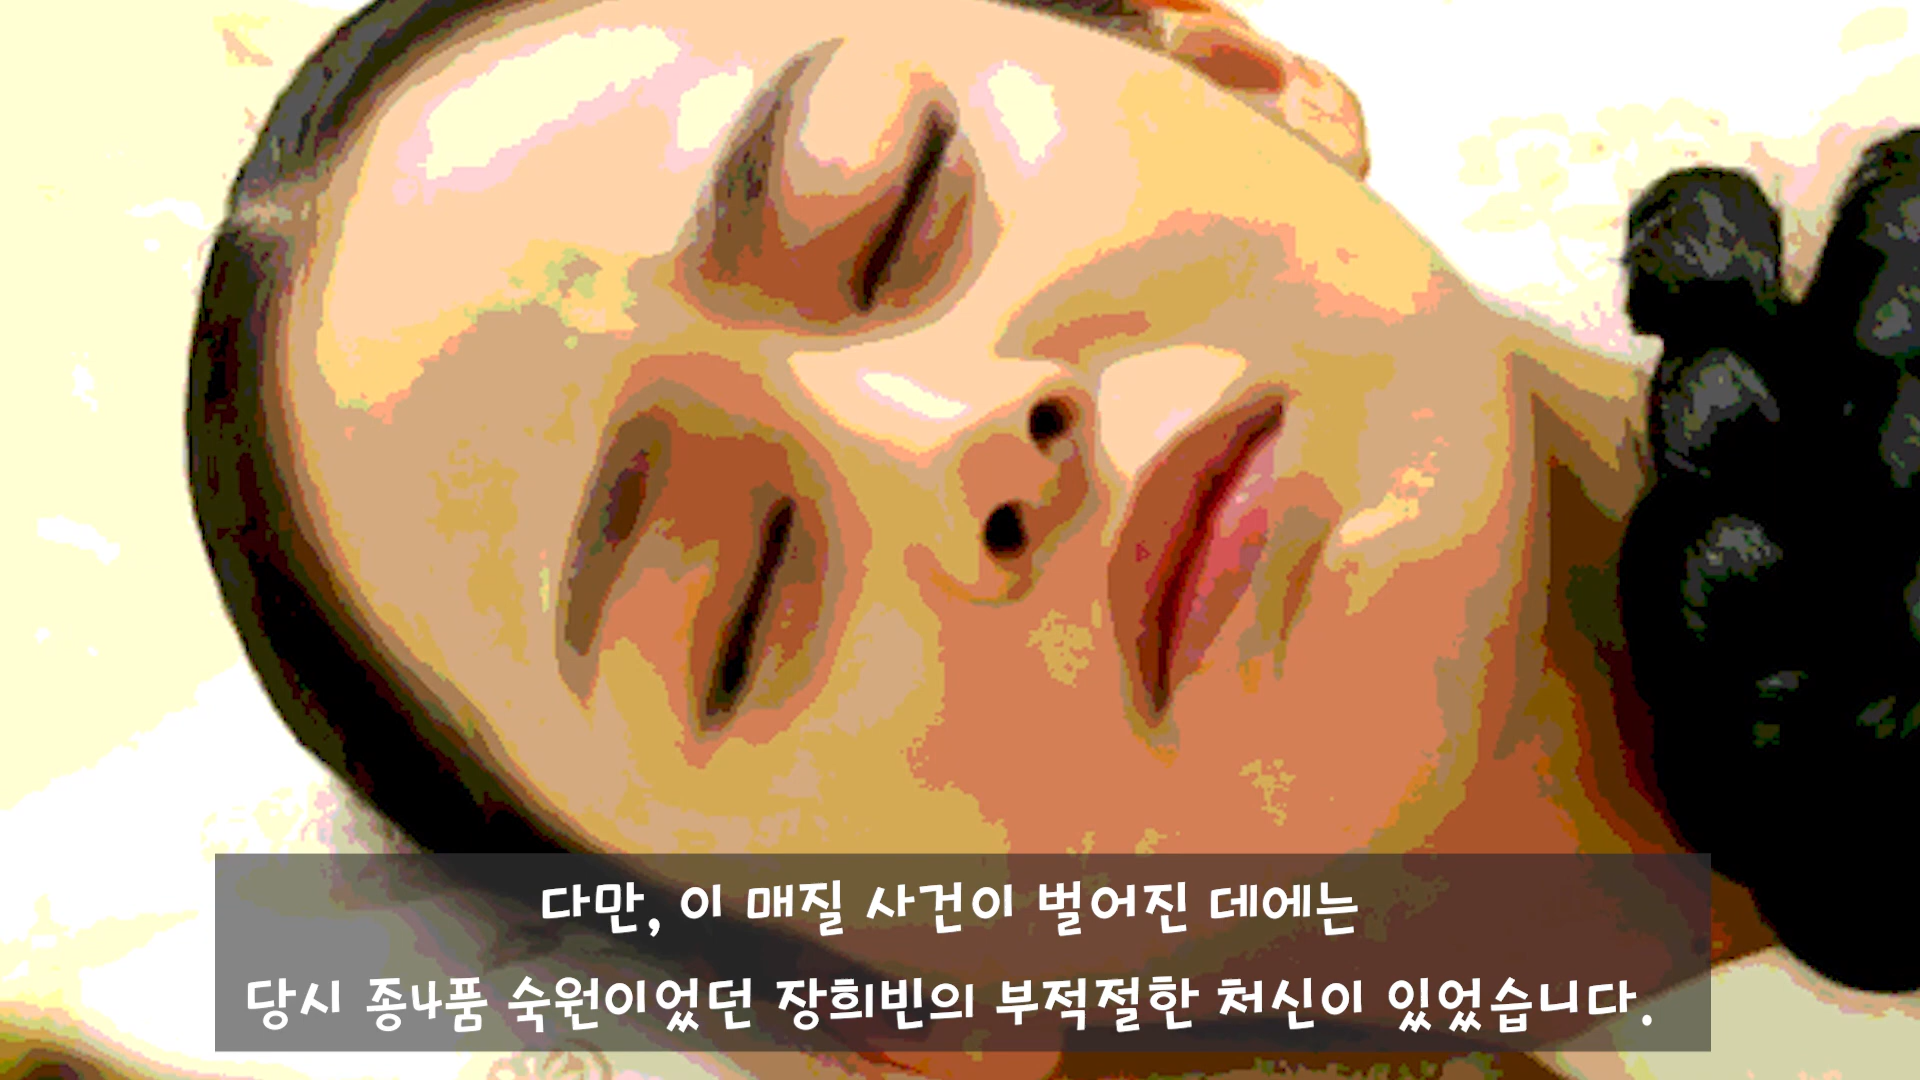 다만, 이 매질 사건이 벌어진 데에는
당시 종4품 숙원이었던 장희빈의 부적절한 처신이 있었습니다.